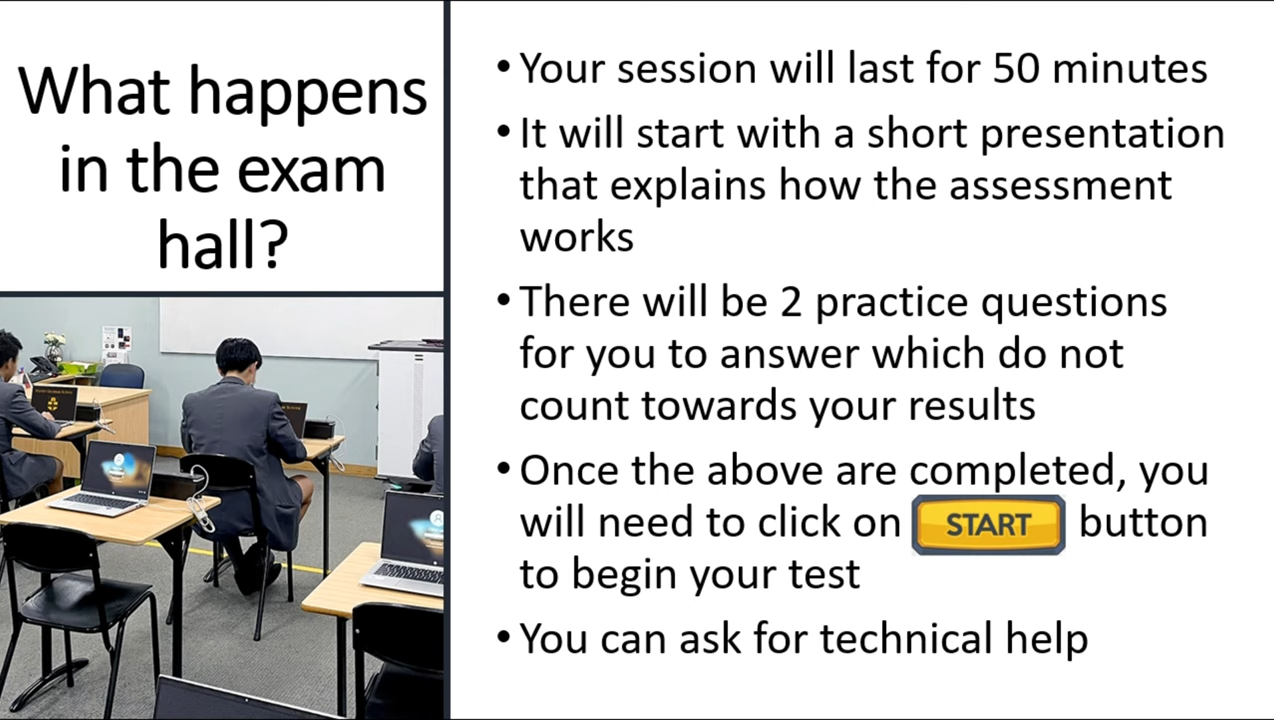 What happens
in the exam
hall?
• Your session will last for 50 minutes
• It will start with a short presentation
that explains how the assessment
works
• There will be 2 practice questions
for you to answer which do not
count towards your results
• Once the above are completed, you
will need to click on START button
to begin your test
• You can ask for technical help